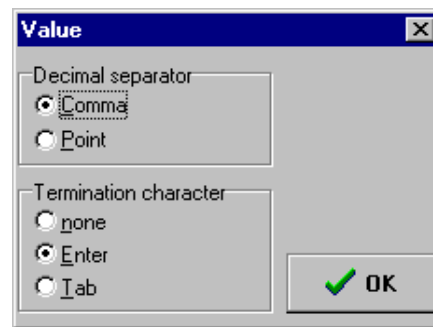 Value
Decimal separator
Comma
Point
Termination character
none
Enter
Tab
OK